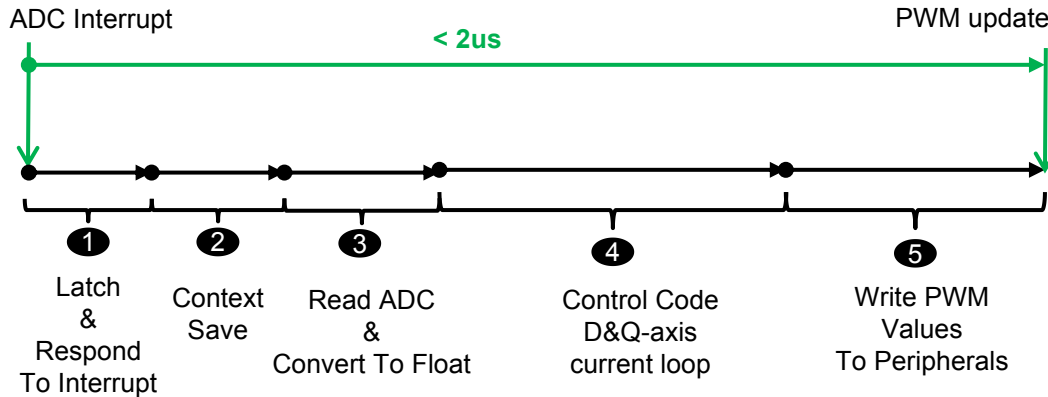 ADC Interrupt
PWM update
< 2us
1
2
3
4
5
Latch
&
Respond
To Interrupt
Context
Save
Read ADC
&
Convert To Float
Control Code
D&Q-axis
current loop
Write PWM
Values
To Peripherals